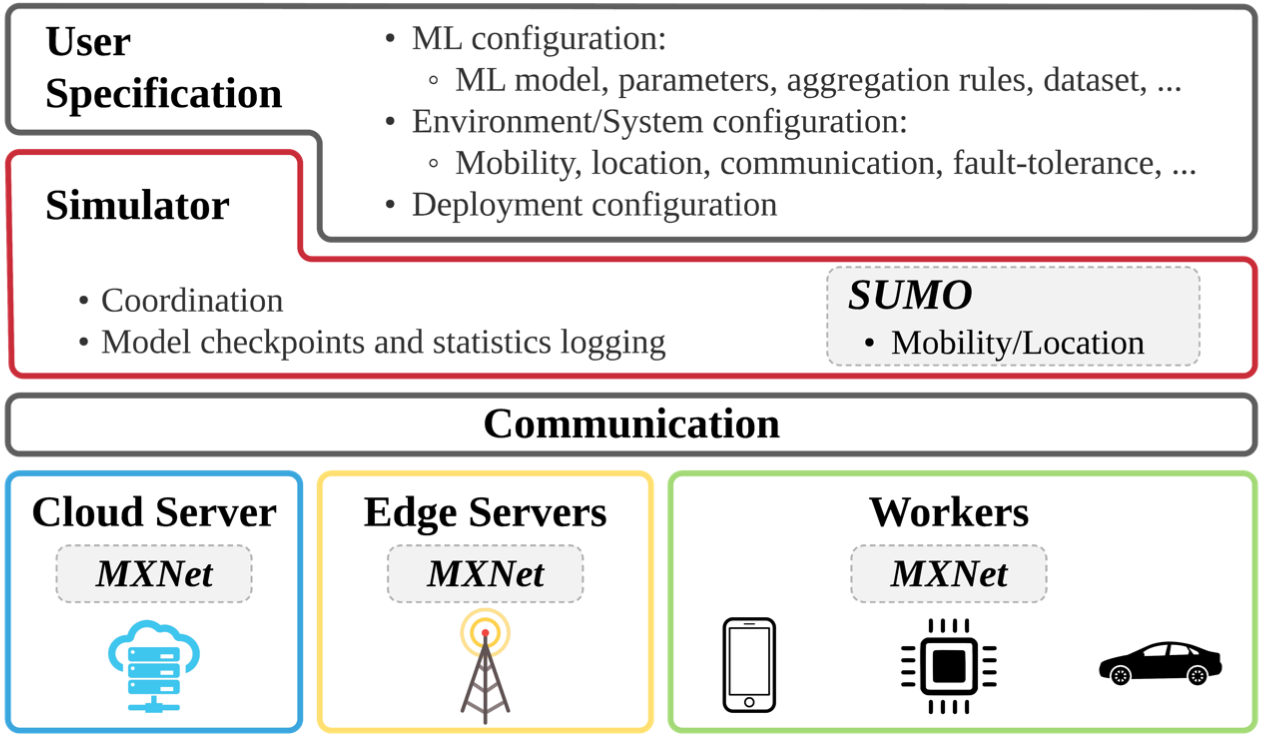 User
Specification
• ML configuration:
◦ ML model, parameters, aggregation rules, dataset, ...
• Environment/System configuration:
◦ Mobility, location, communication, fault-tolerance, ...
• Deployment configuration
Simulator
• Coordination
• Model checkpoints and statistics logging
SUMO
• Mobility/Location
Communication
Cloud Server
MXNet
Edge Servers
MXNet
Workers
MXNet